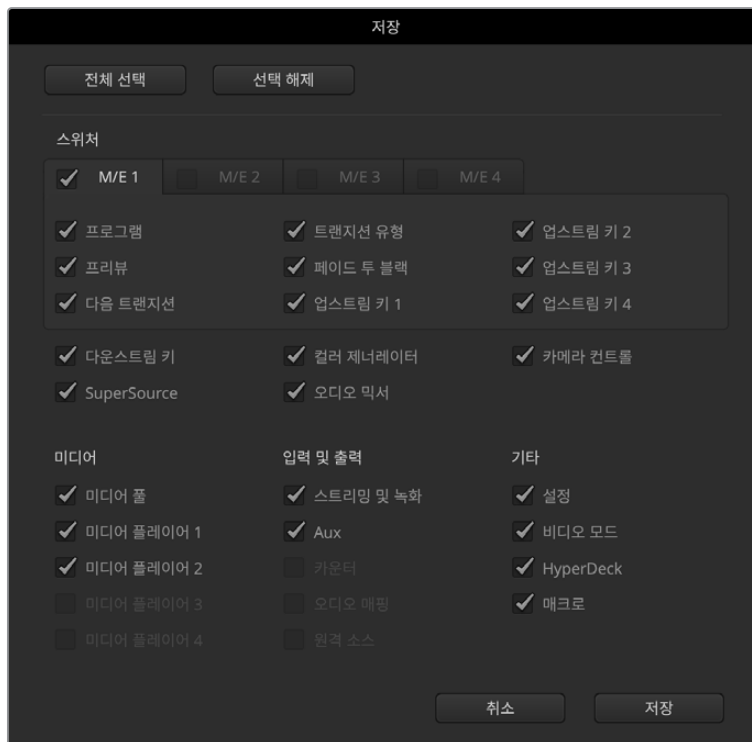 저장
전체 선택 선택 해제
스위처
M/E 1 M/E 2 M/E 3 M/E 4
프로그램 트랜지션 유형 업스트림 키 2
프리뷰 페이드 투 블랙 업스트림 키 3
다음 트랜지션 업스트림 키 1 업스트림 키 4
다운스트림 키 컬러 제너레이터 카메라 컨트롤
SuperSource 오디오 믹서
미디어 입력 및 출력 기타
미디어 풀 스트리밍 및 녹화 설정
미디어 플레이어 1 Aux 비디오 모드
미디어 플레이어 2 카운터 HyperDeck
미디어 플레이어 3 오디오 매핑 매크로
미디어 플레이어 4 원격 소스
취소 저장